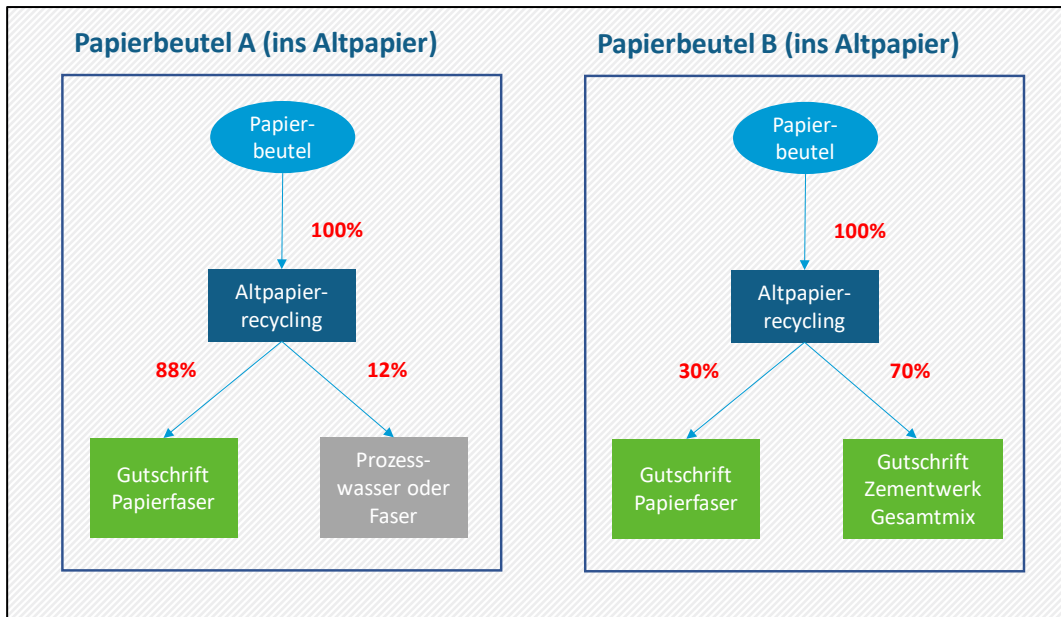 Papierbeutel A (ins Altpapier)
Papier-
beutel
100%
Altpapier-
recycling
88%
12%
Gutschrift
Papierfaser
Prozess-
wasser oder
Faser
Papierbeutel B (ins Altpapier)
Papier-
beutel
100%
Altpapier-
recycling
30%
70%
Gutschrift
Papierfaser
Gutschrift
Zementwerk
Gesamtmix